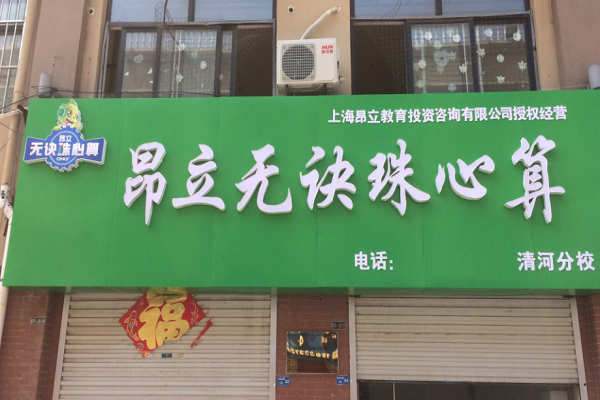 上海昂立教育投资咨询有限公司授权经营
昂立
无诀珠心算
ONLY
昂立无诀珠心算
电话：
清河分校
福